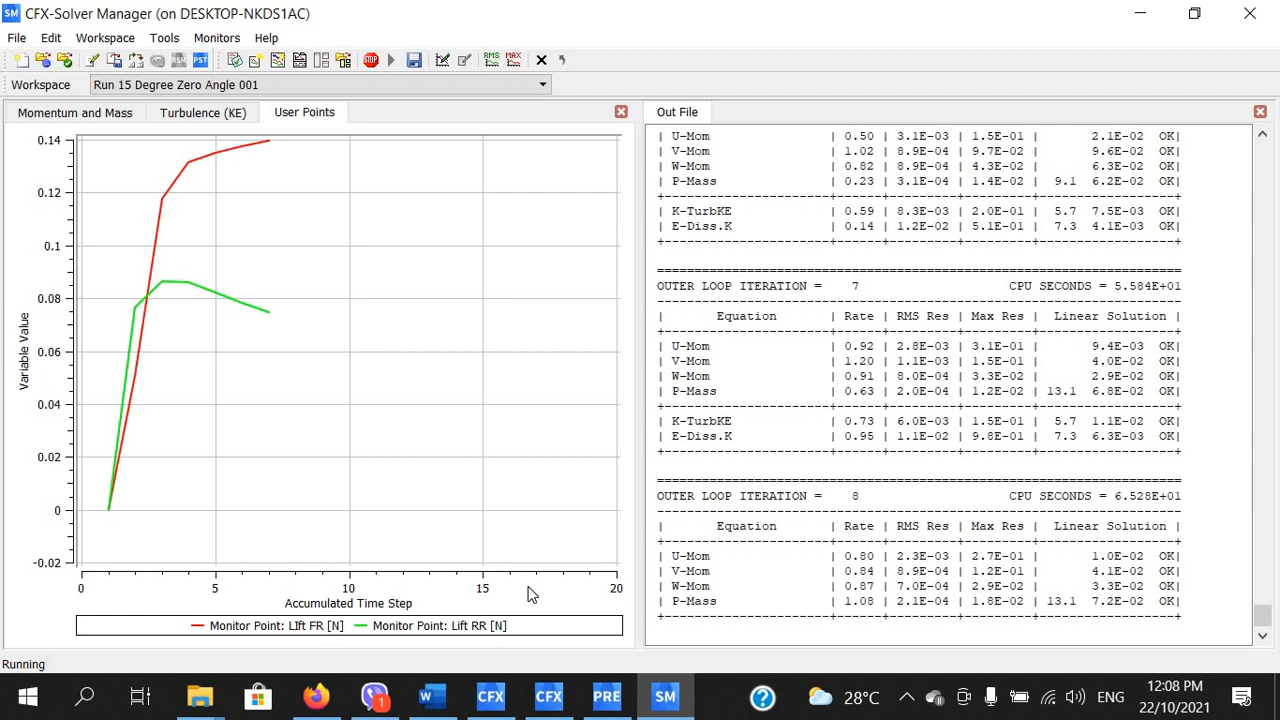 SM CFX-Solver Manager (on DESKTOP-NKDS1AC)
File Edit Workspace Tools Monitors Help
RSN PST STOP RMS MAX
Workspace Run 15 Degree Zero Angle 001
Momentum and Mass Turbulence (KE) User Points
0.14
0.12
0.1
0.08
0.06
0.04
0.02
0
-0.02
Variable Value
0 5 10 15 20
Accumulated Time Step
Monitor Point: LIft FR [N] Monitor Point: Lift RR [N]
Out File
| U-Mom | 0.50 | 3.1E-03 | 1.5E-01 | 2.1E-02 OK|
| V-Mom | 1.02 | 8.9E-04 | 9.7E-02 | 9.6E-02 OK|
| W-Mom | 0.82 | 8.9E-04 | 4.3E-02 | 6.3E-02 OK|
| P-Mass | 0.23 | 3.1E-04 | 1.4E-02 | 9.1 6.2E-02 OK|
+----------------------+------+---------+---------+------------------+
| K-TurbKE | 0.59 | 8.3E-03 | 2.0E-01 | 5.7 7.5E-03 OK|
| E-Diss.K | 0.14 | 1.2E-02 | 5.1E-01 | 7.3 4.1E-03 OK|
+----------------------+------+---------+---------+------------------+
======================================================================
OUTER LOOP ITERATION = 7 CPU SECONDS = 5.584E+01
----------------------------------------------------------------------
| Equation | Rate | RMS Res | Max Res | Linear Solution |
+----------------------+------+---------+---------+------------------+
| U-Mom | 0.92 | 2.8E-03 | 3.1E-01 | 9.4E-03 OK|
| V-Mom | 1.20 | 1.1E-03 | 1.5E-01 | 4.0E-02 OK|
| W-Mom | 0.91 | 8.0E-04 | 3.3E-02 | 2.9E-02 OK|
| P-Mass | 0.63 | 2.0E-04 | 1.2E-02 | 13.1 6.8E-02 OK|
+----------------------+------+---------+---------+------------------+
| K-TurbKE | 0.73 | 6.0E-03 | 1.5E-01 | 5.7 1.1E-02 OK|
| E-Diss.K | 0.95 | 1.1E-02 | 9.8E-01 | 7.3 6.3E-03 OK|
+----------------------+------+---------+---------+------------------+
======================================================================
OUTER LOOP ITERATION = 8 CPU SECONDS = 6.528E+01
----------------------------------------------------------------------
| Equation | Rate | RMS Res | Max Res | Linear Solution |
+----------------------+------+---------+---------+------------------+
| U-Mom | 0.80 | 2.3E-03 | 2.7E-01 | 1.0E-02 OK|
| V-Mom | 0.84 | 8.9E-04 | 1.2E-01 | 4.1E-02 OK|
| W-Mom | 0.87 | 7.0E-04 | 2.9E-02 | 3.3E-02 OK|
| P-Mass | 1.08 | 2.1E-04 | 1.8E-02 | 13.1 7.2E-02 OK|
+----------------------+------+---------+---------+------------------+
Running
1 W CFX CFX PRE SM ? 28°C ENG 12:08 PM
22/10/2021